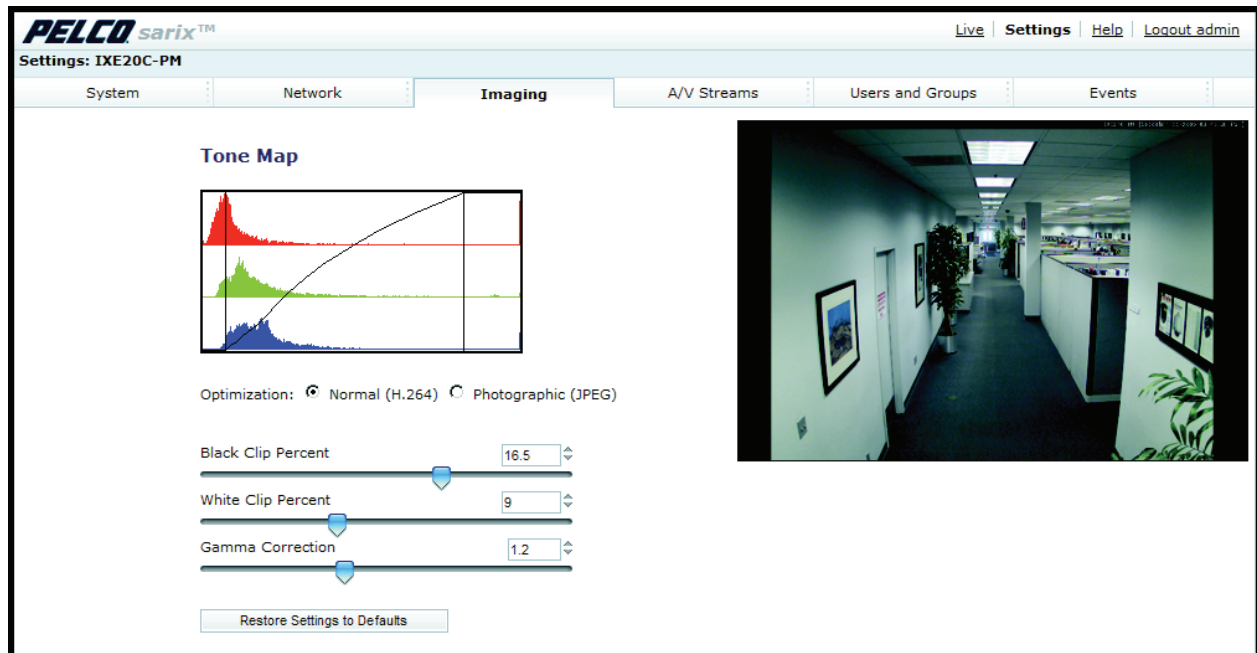 PELCO sarix™
Live | Settings | Help | Logout admin
Settings: IXE20C-PM
System Network Imaging A/V Streams Users and Groups Events
Tone Map
Optimization: Normal (H.264) Photographic (JPEG)
Black Clip Percent 16.5
White Clip Percent 9
Gamma Correction 1.2
Restore Settings to Defaults